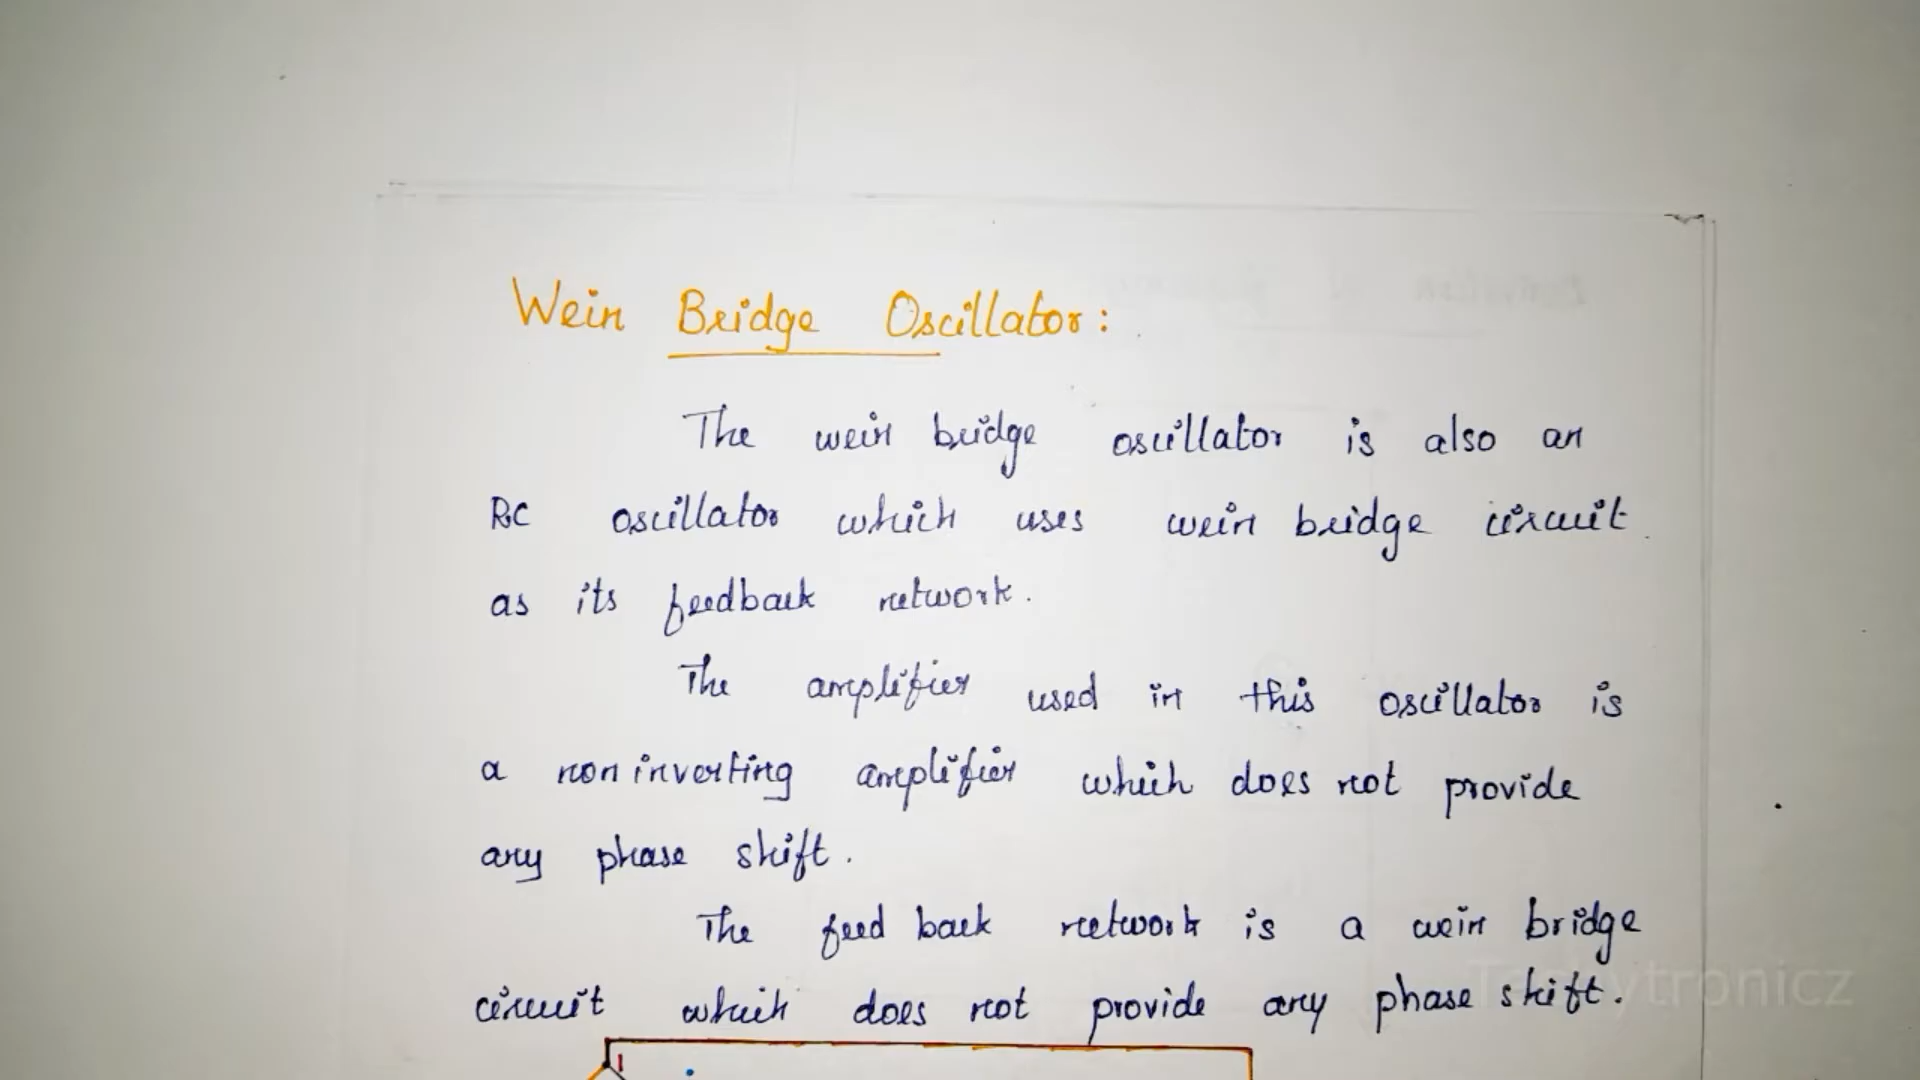 Wein Bridge Oscillator:
The wein bridge oscillator is also an
RC oscillator which uses wein bridge circuit
as its feedback network.
The amplifier used in this oscillator is
a non inverting amplifier which does not provide
any phase shift.
The feed back network is a wein bridge
circuit which does not provide any phase shift.
Techytronicz